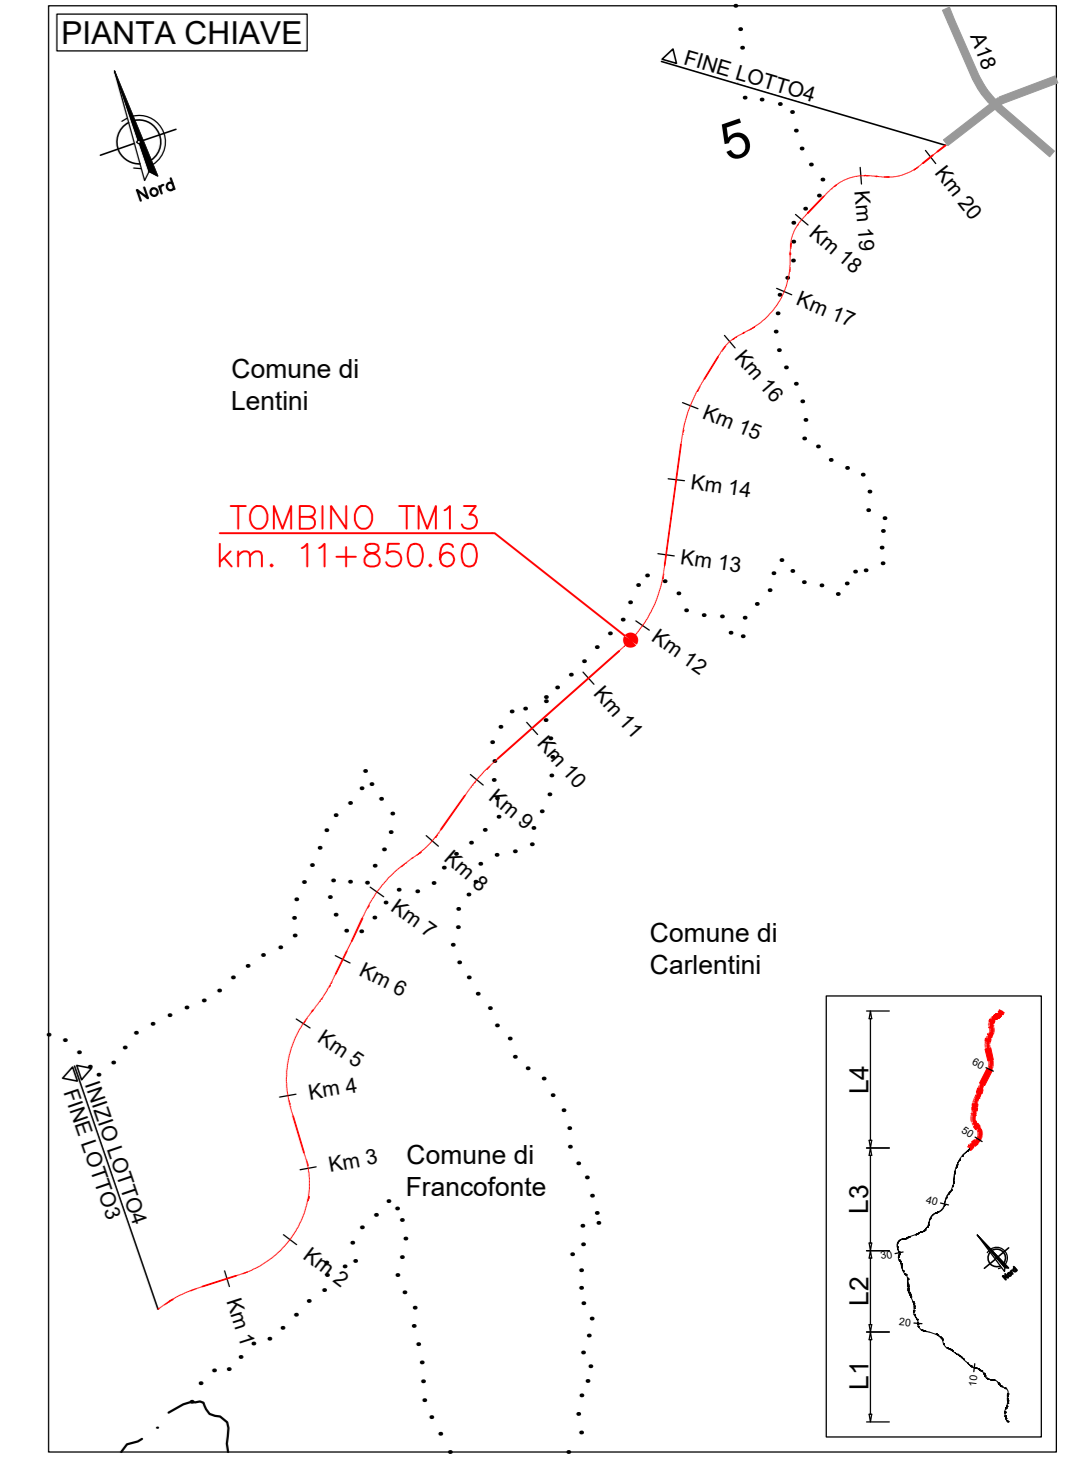 PIANTA CHIAVE
Nord
FINE LOTTO4
A18
5
Km 20
Km 19
Km 18
Km 17
Km 16
Km 15
Km 14
Km 13
Comune di
Lentini
TOMBINO TM13
km. 11+850.60
Km 12
Km 11
Km 10
Km 9
Km 8
Km 7
Km 6
Km 5
Km 4
Km 3
Km 2
Km 1
Comune di
Carlentini
Comune di
Francofonte
INIZIO LOTTO4
FINE LOTTO3
L4
L3
L2
L1
60
50
40
30
20
10